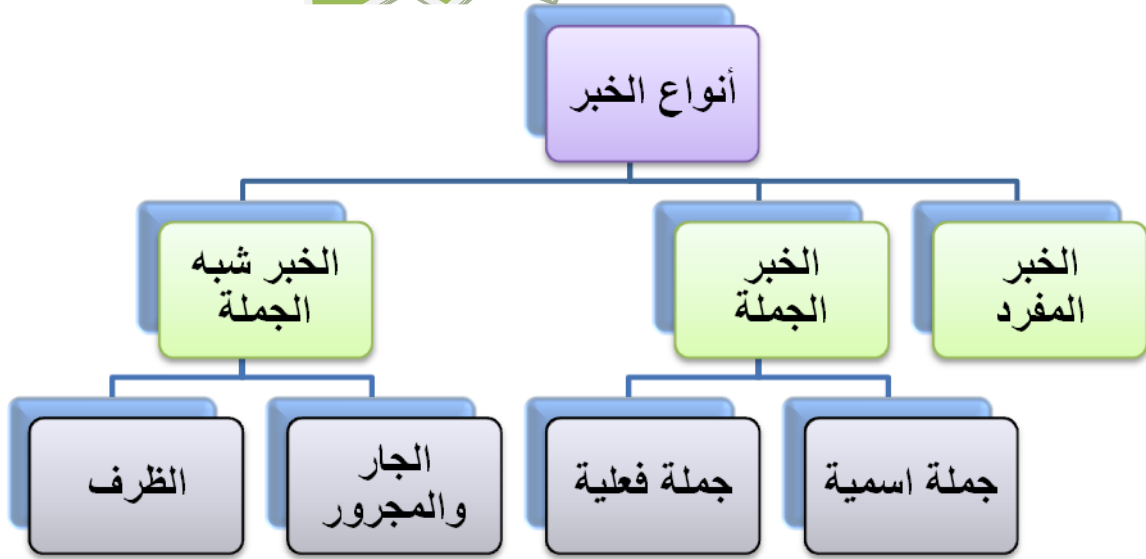 أنواع الخبر
الخبر
المفرد
الخبر
الجملة
الخبر شبه
الجملة
جملة اسمية
جملة فعلية
الجار
والمجرور
الظرف